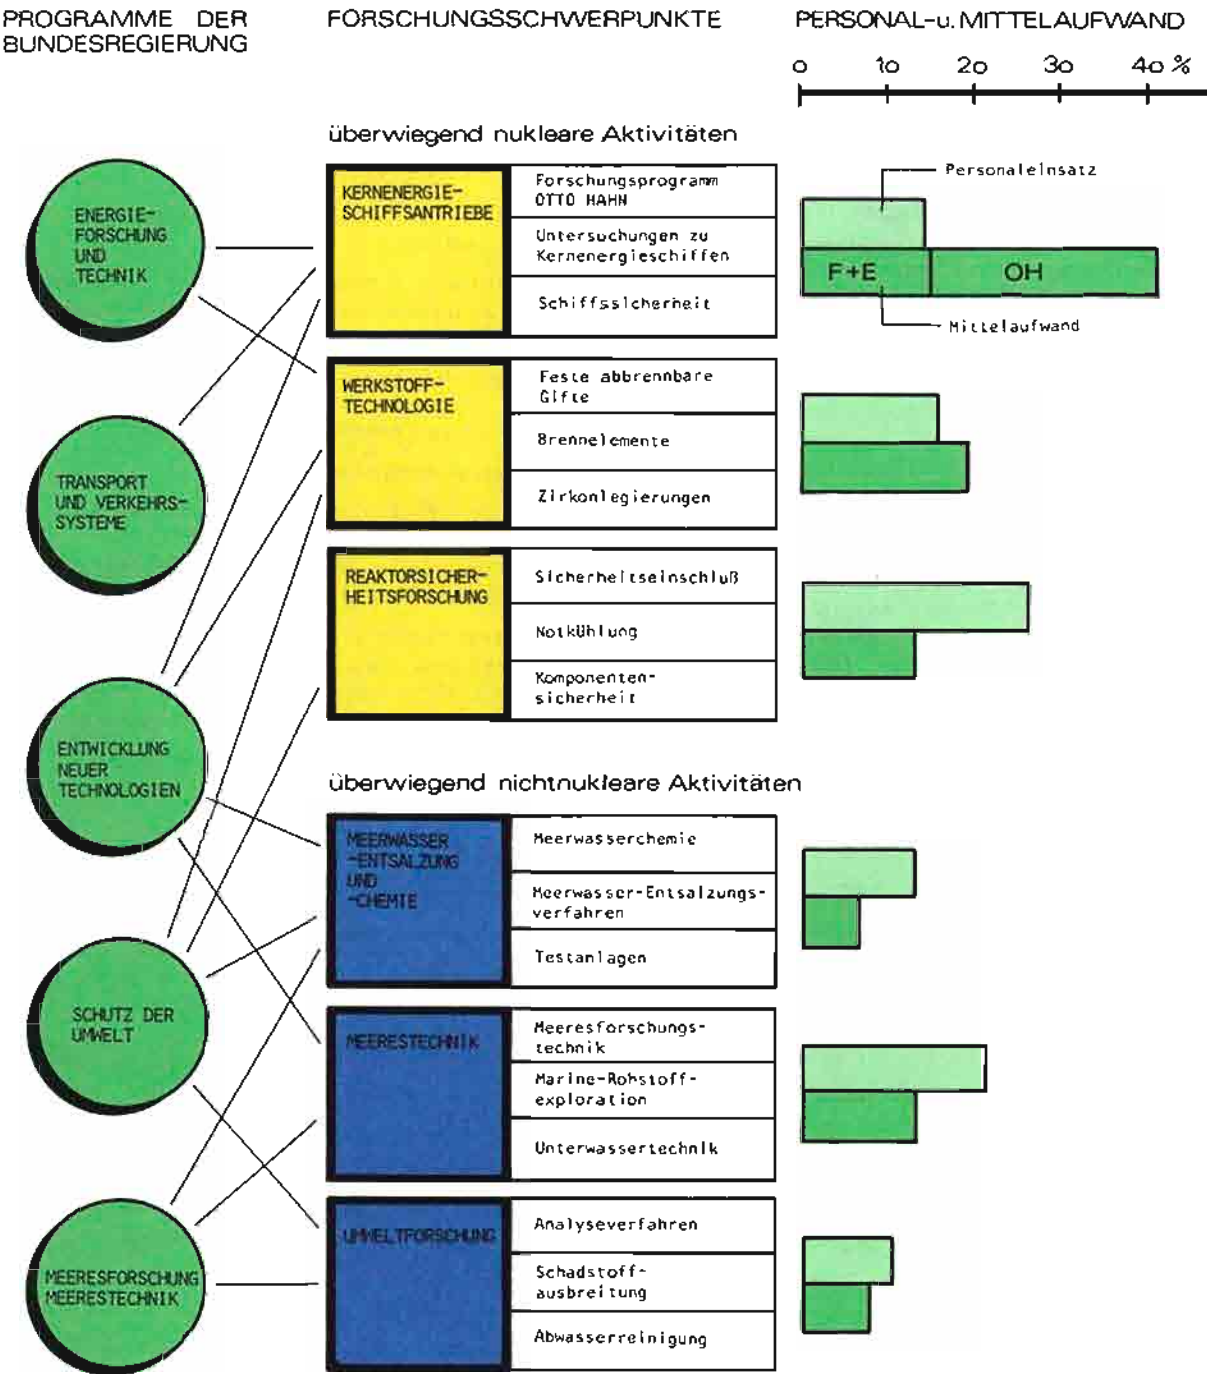 PROGRAMME DER
BUNDESREGIERUNG
FORSCHUNGSSCHWERPUNKTE
PERSONAL-u. MITTELAUFWAND
0 10 20 30 40 %
überwiegend nukleare Aktivitäten
ENERGIE-
FORSCHUNG
UND
TECHNIK
TRANSPORT
UND VERKEHRS-
SYSTEME
ENTWICKLUNG
NEUER
TECHNOLOGIEN
SCHUTZ DER
UMWELT
MEERESFORSCHUNG
MEERESTECHNIK
KERNENERGIE-
SCHIFFSANTRIEBE
Forschungsprogramm
OTTO HAHN
Untersuchungen zu
Kernenergieschiffen
Schiffssicherheit
Personaleinsatz
F+E OH
Mittelaufwand
WERKSTOFF-
TECHNOLOGIE
Feste abbrennbare
Gifte
Brennelemente
Zirkonlegierungen
REAKTORSICHER-
HEITSFORSCHUNG
Sicherheitseinschluß
Notkühlung
Komponenten-
sicherheit
überwiegend nichtnukleare Aktivitäten
MEERWASSER
-ENTSALZUNG
UND
-CHEMIE
Meerwasserchemie
Meerwasser-Entsalzungs-
verfahren
Testanlagen
MEERESTECHNIK
Meeresforschungs-
technik
Marine-Rohstoff-
exploration
Unterwassertechnik
UMWELTFORSCHUNG
Analyseverfahren
Schadstoff-
ausbreitung
Abwasserreinigung